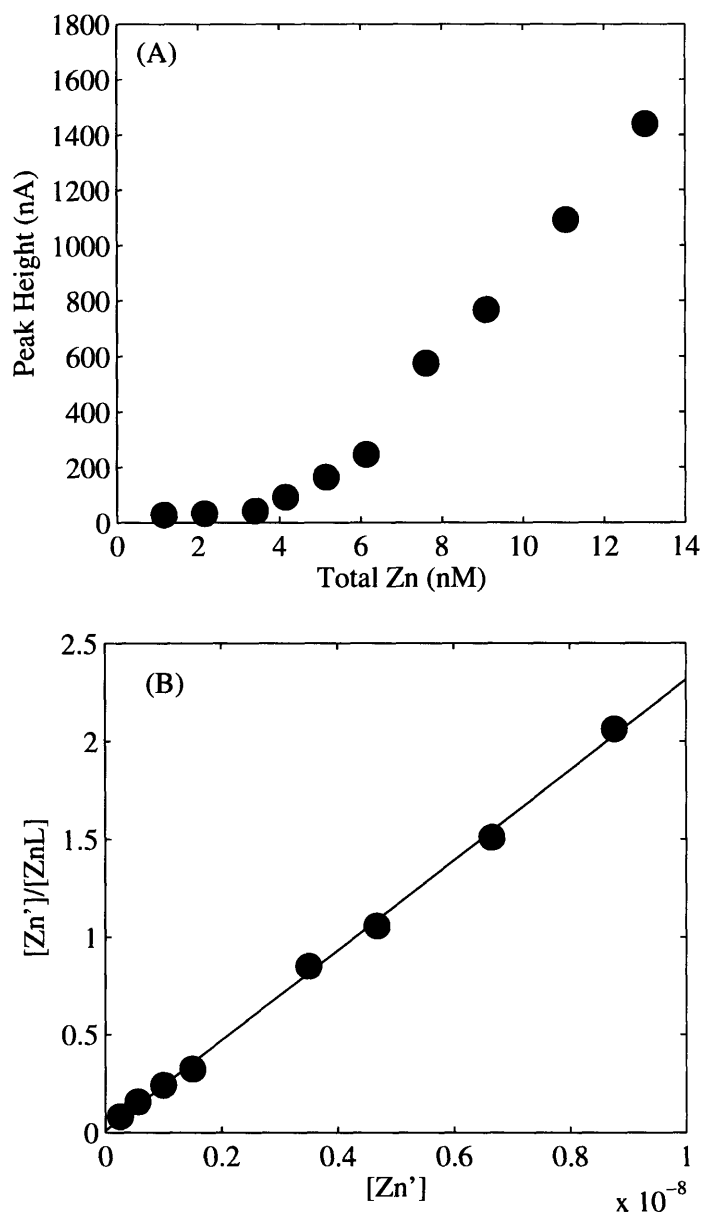 (A)
Peak Height (nA)
1800
1600
1400
1200
1000
800
600
400
200
0
0 2 4 6 8 10 12 14
Total Zn (nM)
(B)
[Zn']/[ZnL]
2.5
2
1.5
1
0.5
0
0 0.2 0.4 0.6 0.8 1
[Zn']
x 10⁻⁸